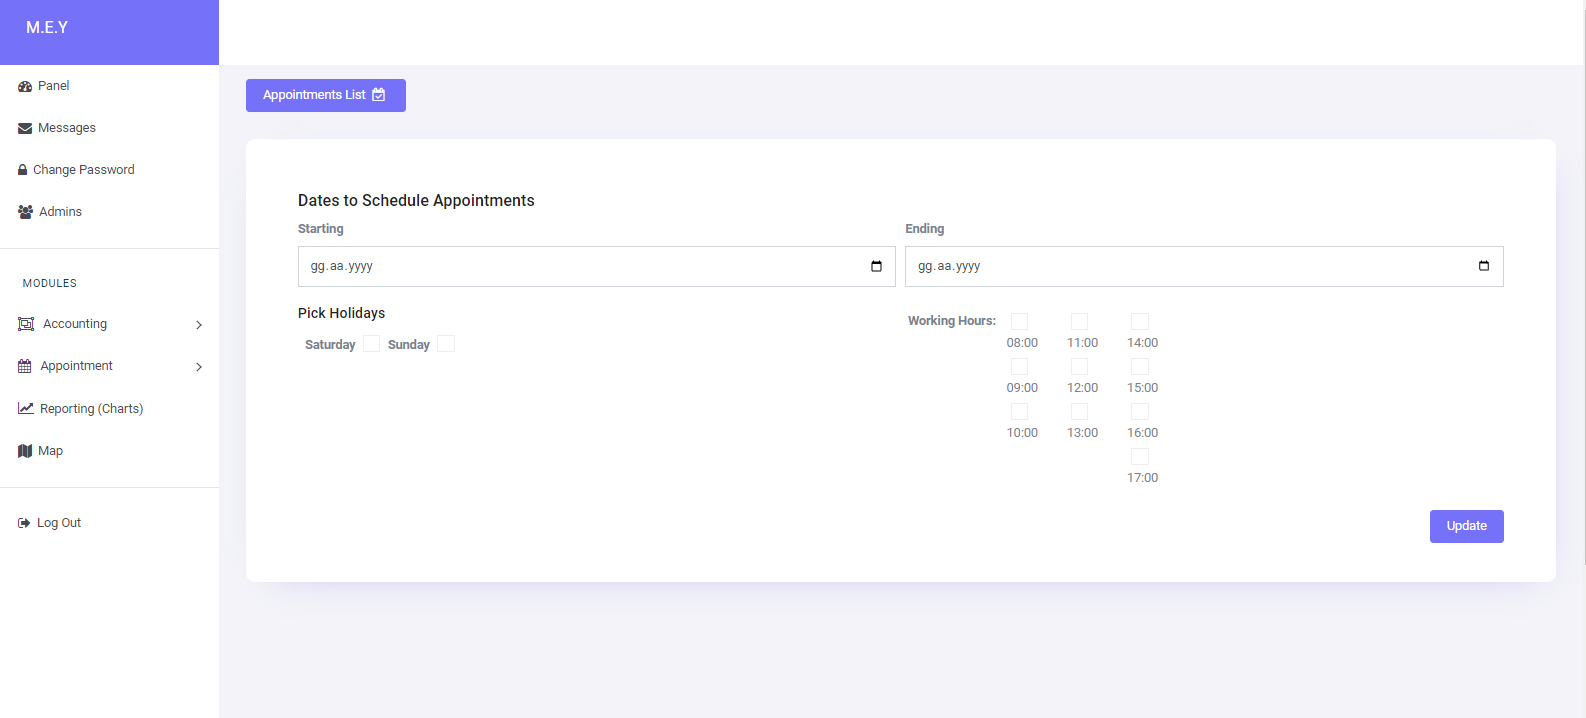 M.E.Y
Panel
Messages
Change Password
Admins
MODULES
Accounting
Appointment
Reporting (Charts)
Map
Log Out
Appointments List
Dates to Schedule Appointments
Starting
Ending
gg.aa.yyyy
gg.aa.yyyy
Pick Holidays
Saturday Sunday
Working Hours:
08:00 11:00 14:00
09:00 12:00 15:00
10:00 13:00 16:00
17:00
Update